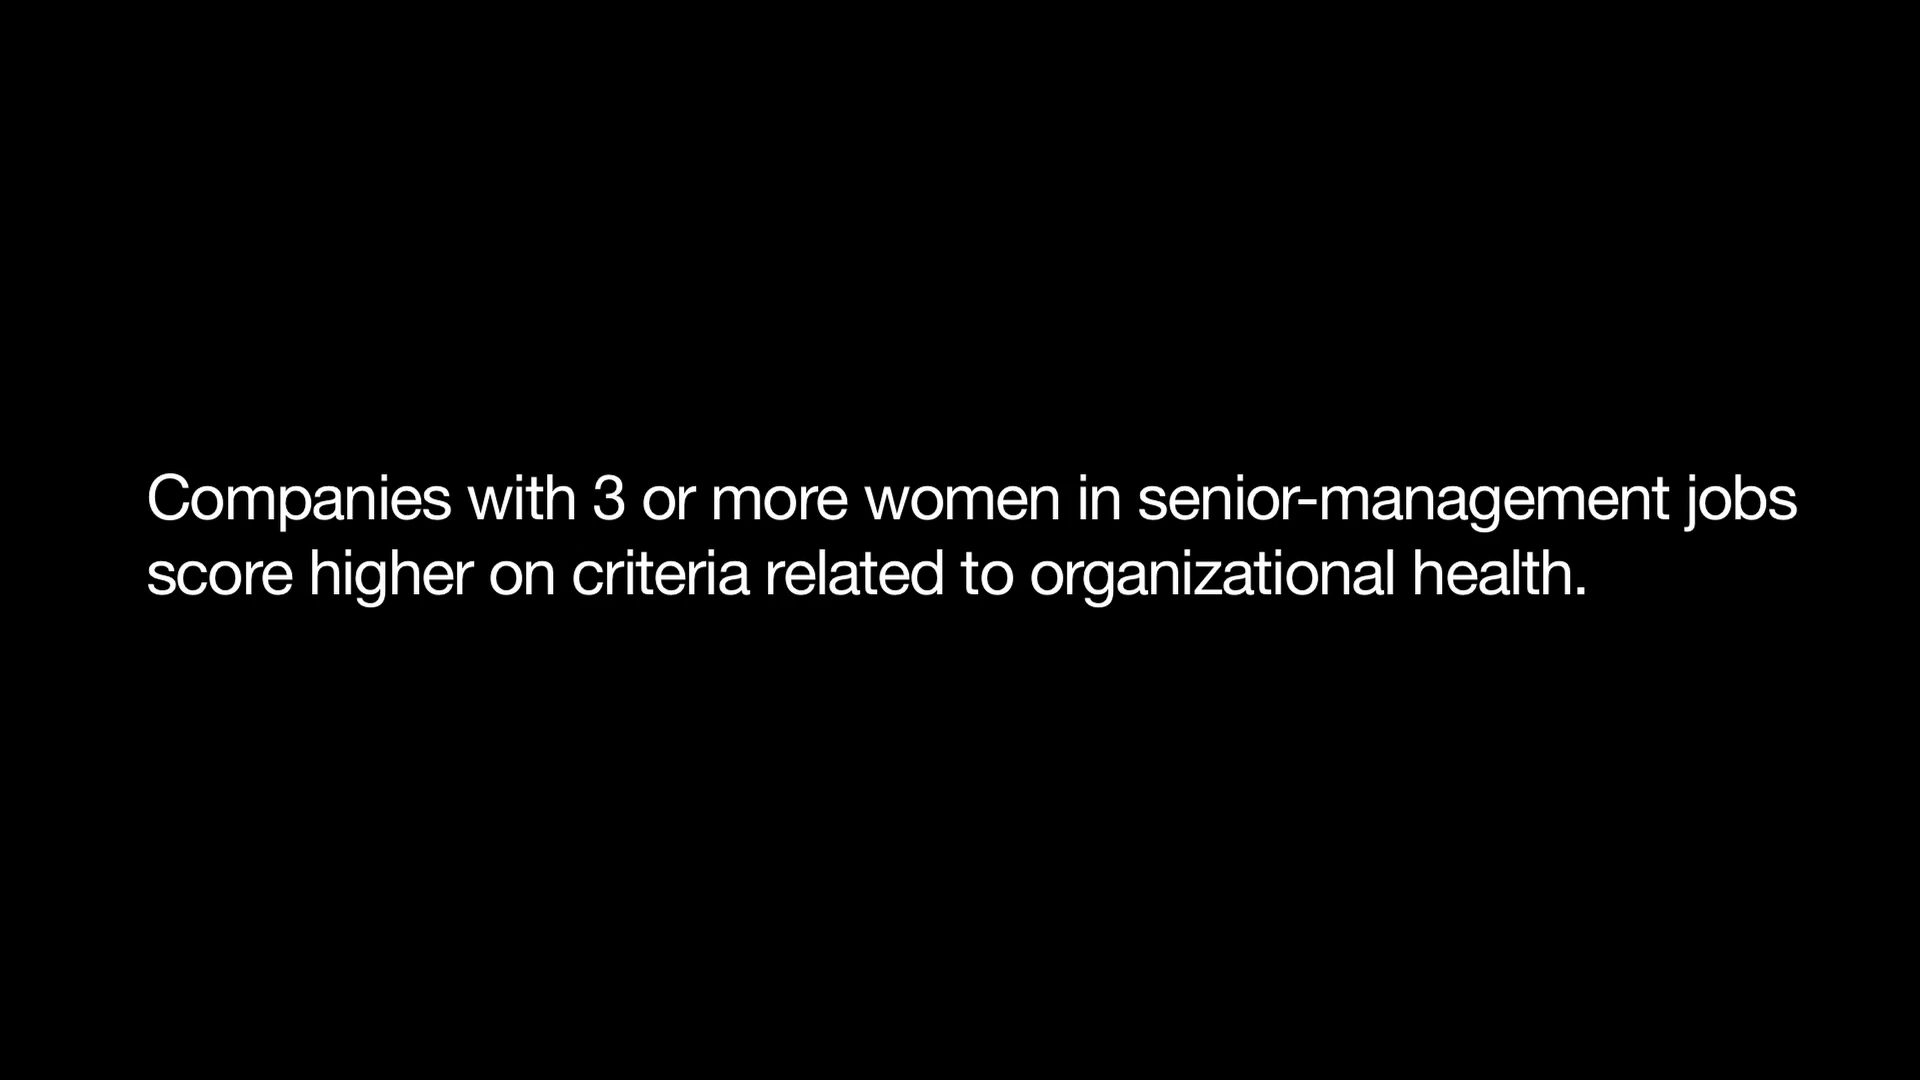 Companies with 3 or more women in senior-management jobs
score higher on criteria related to organizational health.